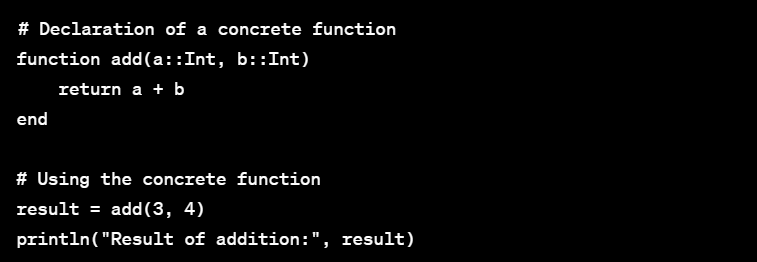 # Declaration of a concrete function
function add(a::Int, b::Int)
    return a + b
end

# Using the concrete function
result = add(3, 4)
println("Result of addition:", result)